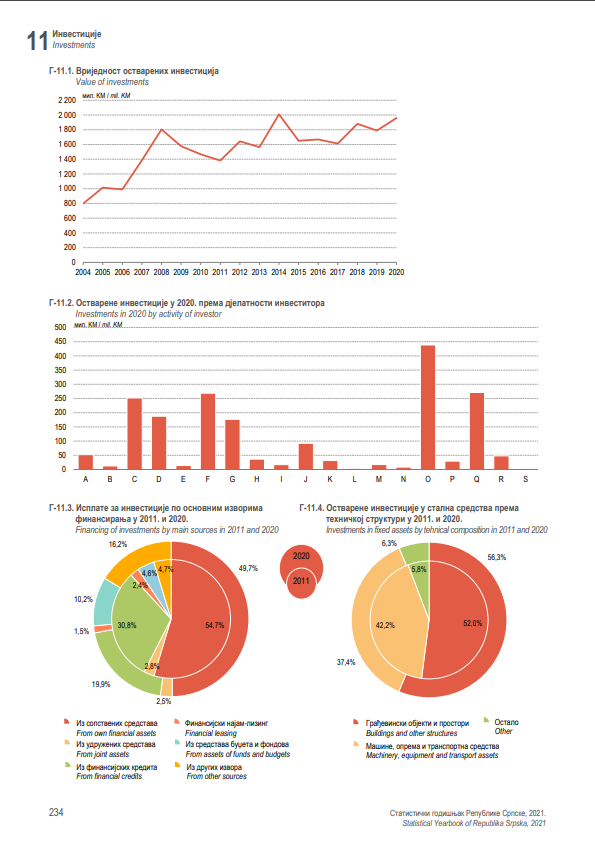 11
Инвестиције
Investments
Г-11.1. Вриједност остварених инвестиција
Value of investments
мил. КМ / mil. KM
2 200
2 000
1 800
1 600
1 400
1 200
1 000
800
600
400
200
0
2004 2005 2006 2007 2008 2009 2010 2011 2012 2013 2014 2015 2016 2017 2018 2019 2020
Г-11.2. Остварене инвестиције у 2020. према дјелатности инвеститора
Investments in 2020 by activity of investor
мил. КМ / mil. KM
500
450
400
350
300
250
200
150
100
50
0
A B C D E F G H I J K L M N O P Q R S
Г-11.3. Исплате за инвестиције по основним изворима
финансирања у 2011. и 2020.
Financing of investments by main sources in 2011 and 2020
Г-11.4. Остварене инвестиције у стална средства према
техничкој структури у 2011. и 2020.
Investments in fixed assets by tehnical composition in 2011 and 2020
16,2%
49,7%
4,6%
4,7%
2,4%
10,2%
1,5%
30,8%
54,7%
2,8%
19,9%
2,5%
2020
2011
6,3%
56,3%
5,8%
42,2%
52,0%
37,4%
Из сопствених средстава
From own financial assets
Из удружених средстава
From joint assets
Из финансијских кредита
From financial credits
Финансијски најам-лизинг
Financial leasing
Из средстава буџета и фондова
From assets of funds and budgets
Из других извора
From other sources
Грађевински објекти и простори
Buildings and other structures
Машине, опрема и транспортна средства
Machinery, equipment and transport assets
Остало
Other
234
Статистички годишњак Републике Српске, 2021.
Statistical Yearbook of Republika Srpska, 2021